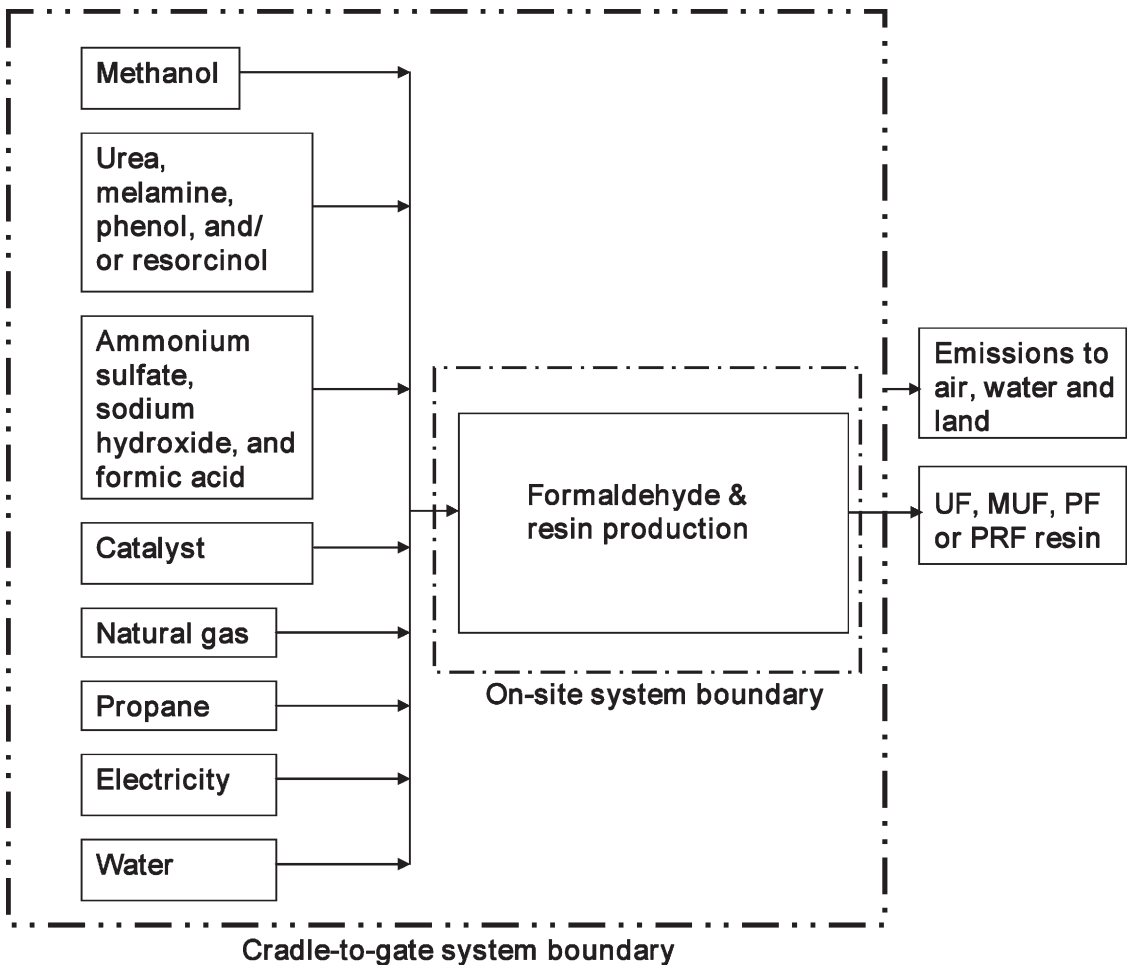 Methanol
Urea,
melamine,
phenol, and/
or resorcinol
Ammonium
sulfate,
sodium
hydroxide, and
formic acid
Catalyst
Natural gas
Propane
Electricity
Water
Formaldehyde &
resin production
On-site system boundary
Emissions to
air, water and
land
UF, MUF, PF
or PRF resin
Cradle-to-gate system boundary